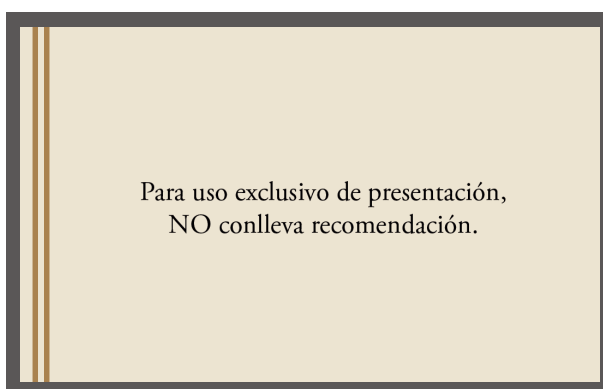 Para uso exclusivo de presentación,
NO conlleva recomendación.